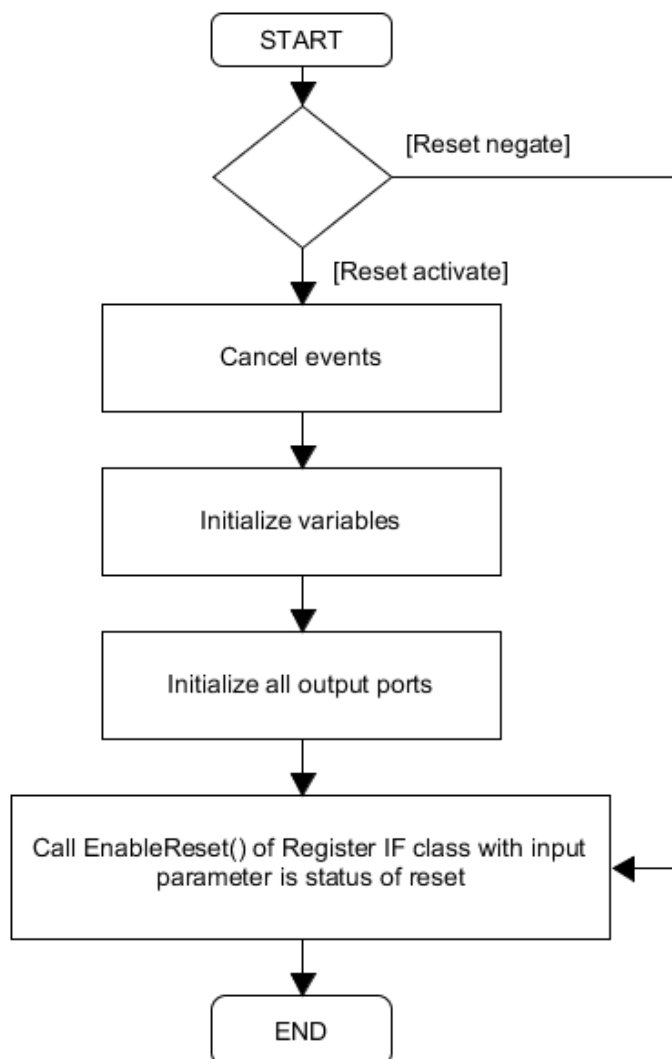 START
[Reset negate]
[Reset activate]
Cancel events
Initialize variables
Initialize all output ports
Call EnableReset() of Register IF class with input
parameter is status of reset
END